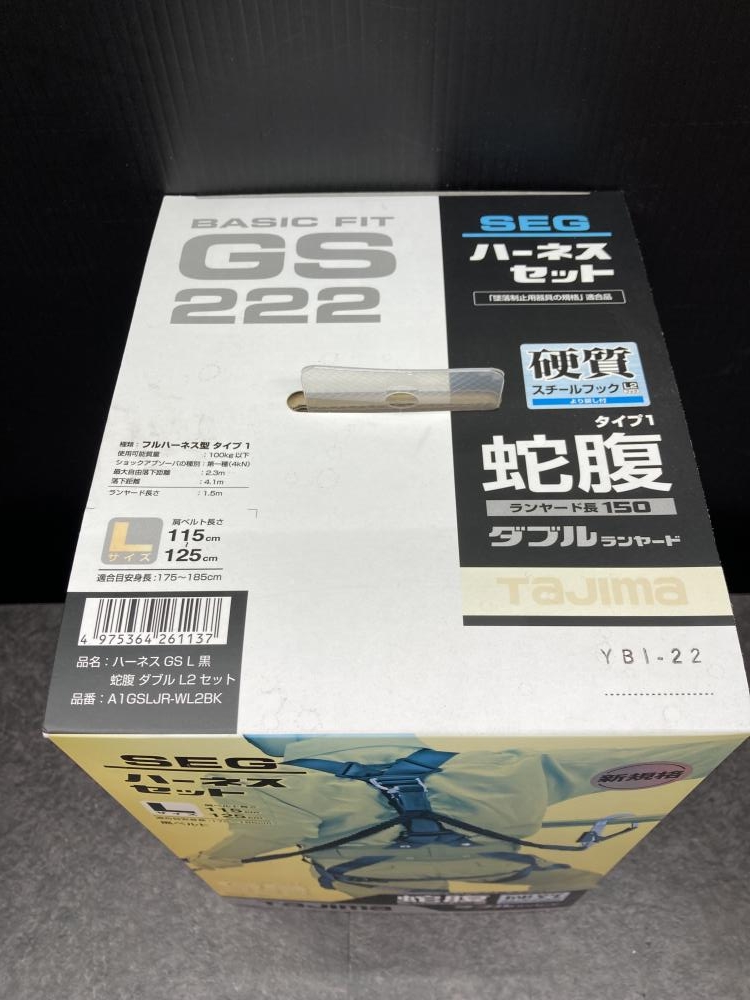 BASIC FIT
GS
222
SEG
ハーネス
セット
「墜落制止用器具の規格」適合品
硬質
スチールフック L2
より戻し付
タイプ1
蛇腹
ランヤード長 150
ダブルランヤード
Tajima
種類 : フルハーネス型 タイプ1
使用可能質量 : 100kg以下
ショックアブソーバの種別 : 第一種(4kN)
最大自由落下距離 : 2.3m
落下距離 : 4.1m
ランヤード長さ : 1.5m
L
サイズ
肩ベルト長さ
115cm
125cm
適合目安身長 : 175〜185cm
4 975364 261137
品名 : ハーネス GS L 黒
蛇腹 ダブル L2 セット
品番 : A1GSLJR-WL2BK
YBI-22
SEG
ハーネス
セット
新規格
L
115cm
125cm
Tajima
蛇腹
硬質